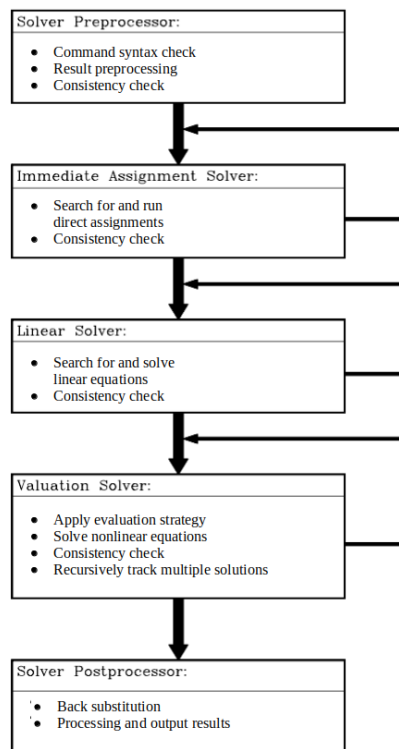 Solver Preprocessor:
● Command syntax check
● Result preprocessing
● Consistency check
Immediate Assignment Solver:
● Search for and run
direct assignments
● Consistency check
Linear Solver:
● Search for and solve
linear equations
● Consistency check
Valuation Solver:
● Apply evaluation strategy
● Solve nonlinear equations
● Consistency check
● Recursively track multiple solutions
Solver Postprocessor:
● Back substitution
● Processing and output results